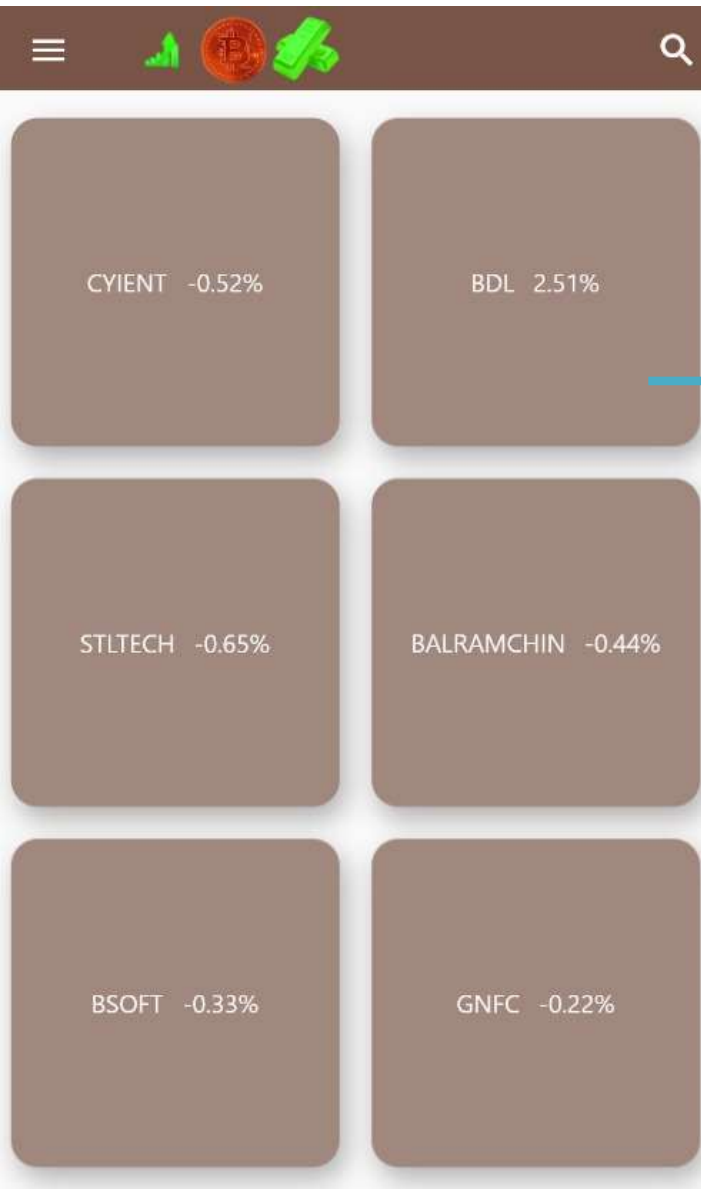 CYIENT -0.52%
BDL 2.51%
STLTECH -0.65%
BALRAMCHIN -0.44%
BSOFT -0.33%
GNFC -0.22%